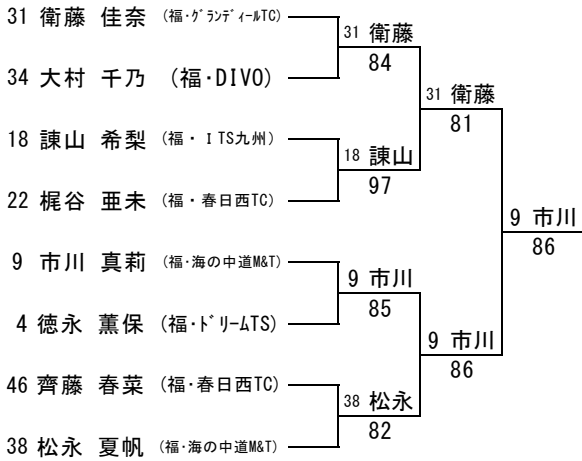 31 衛藤 佳奈 (福・グランディールTC)
31 衛藤
84
34 大村 千乃 (福・DIVO)
31 衛藤
81
18 諌山 希梨 (福・ITS九州)
18 諌山
97
22 梶谷 亜未 (福・春日西TC)
9 市川
86
9 市川 真莉 (福・海の中道M&T)
9 市川
85
4 徳永 薫保 (福・ドリームTS)
9 市川
86
46 齊藤 春菜 (福・春日西TC)
38 松永
82
38 松永 夏帆 (福・海の中道M&T)